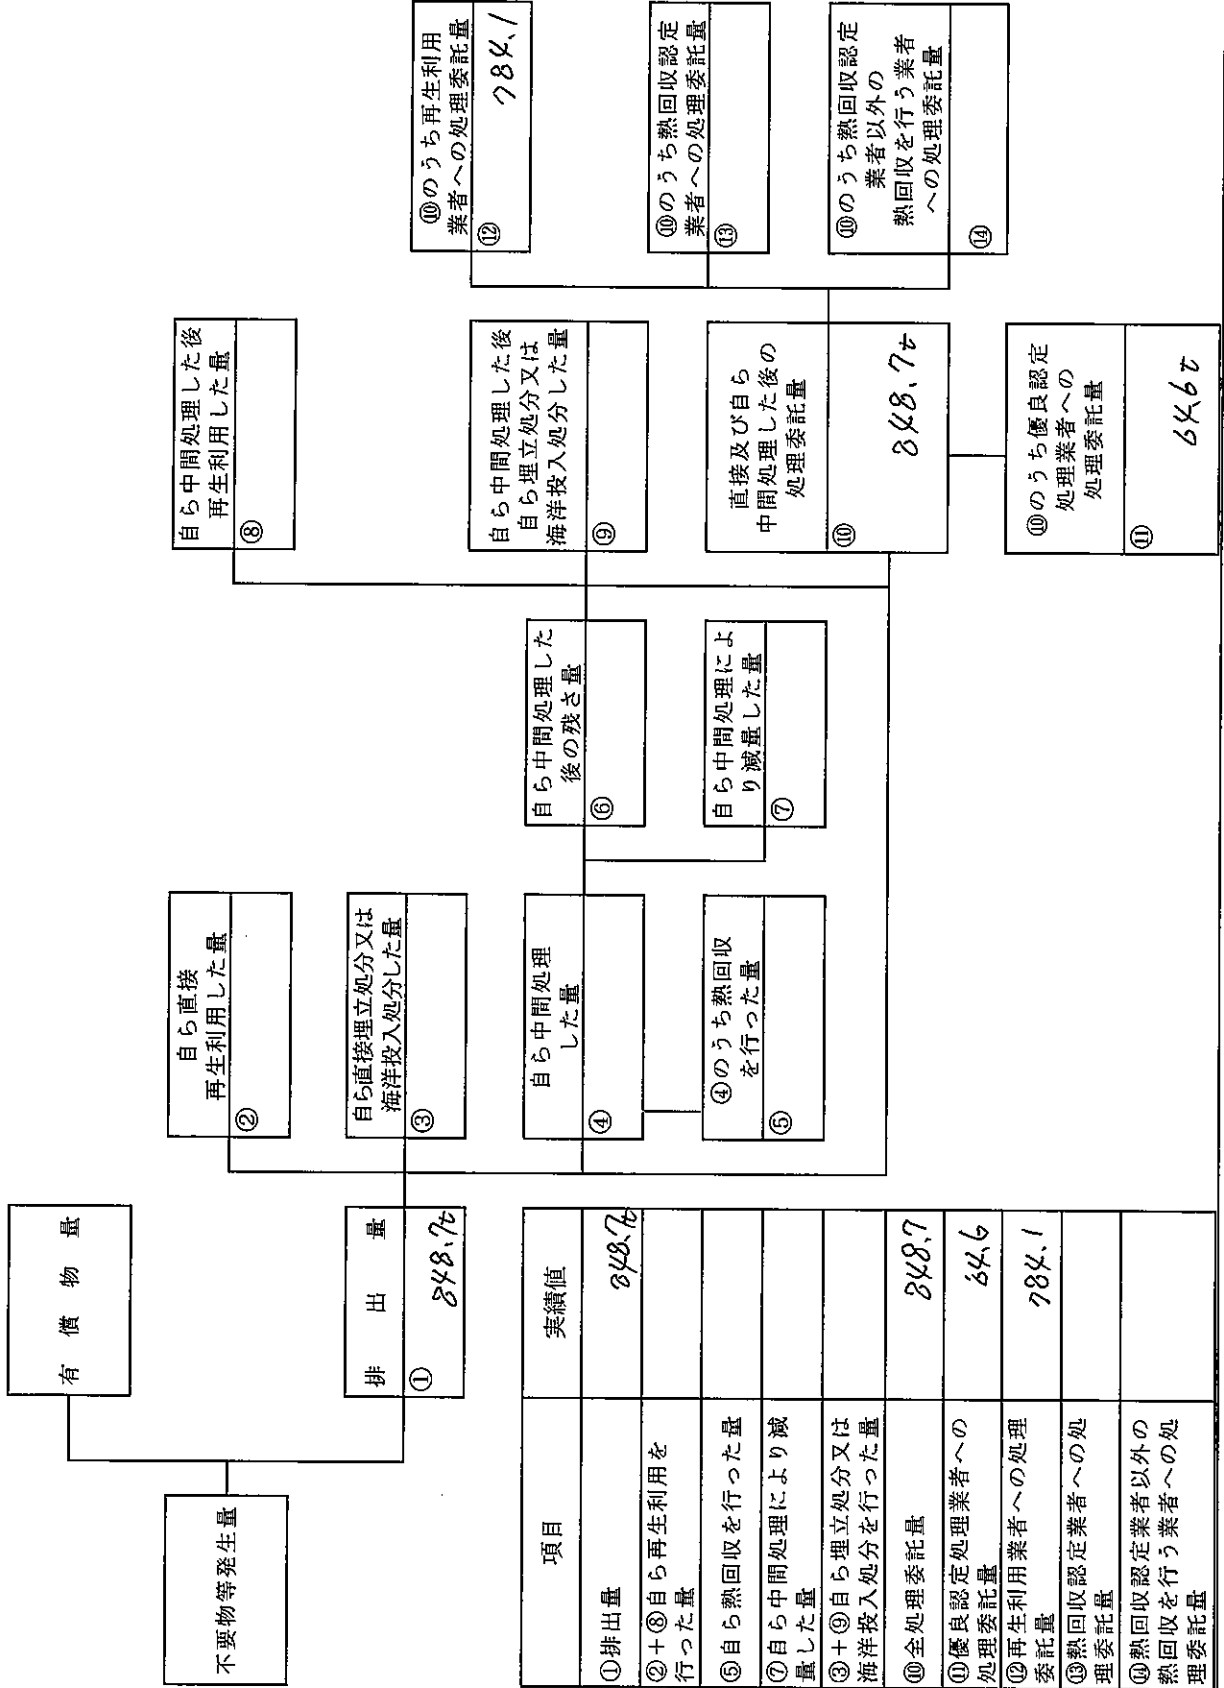 不要物等発生量
有償物量
排出量
① 848.7t
自ら直接
再生利用した量
②
自ら直接埋立処分又は
海洋投入処分した量
③
自ら中間処理
した量
④
④のうち熱回収
を行った量
⑤
自ら中間処理した
後の残さ量
⑥
自ら中間処理によ
り減量した量
⑦
自ら中間処理した後
再生利用した量
⑧
自ら中間処理した後
自ら埋立処分又は
海洋投入処分した量
⑨
直接及び自ら
中間処理した後の
処理委託量
⑩ 848.7t
⑩のうち優良認定
処理業者への
処理委託量
⑪ 64.6t
⑩のうち再生利用
業者への処理委託量
⑫ 784.1
⑩のうち熱回収認定
業者への処理委託量
⑬
⑩のうち熱回収認定
業者以外の
熱回収を行う業者
への処理委託量
⑭
項目 実績値
①排出量 848.7t
②+⑧自ら再生利用を
行った量
⑤自ら熱回収を行った量
⑦自ら中間処理により減
量した量
③+⑨自ら埋立処分又は
海洋投入処分を行った量
⑩全処理委託量 848.7
⑪優良認定処理業者への
処理委託量 64.6
⑫再生利用業者への処理
委託量 784.1
⑬熱回収認定業者への処
理委託量
⑭熱回収認定業者以外の
熱回収を行う業者への処
理委託量